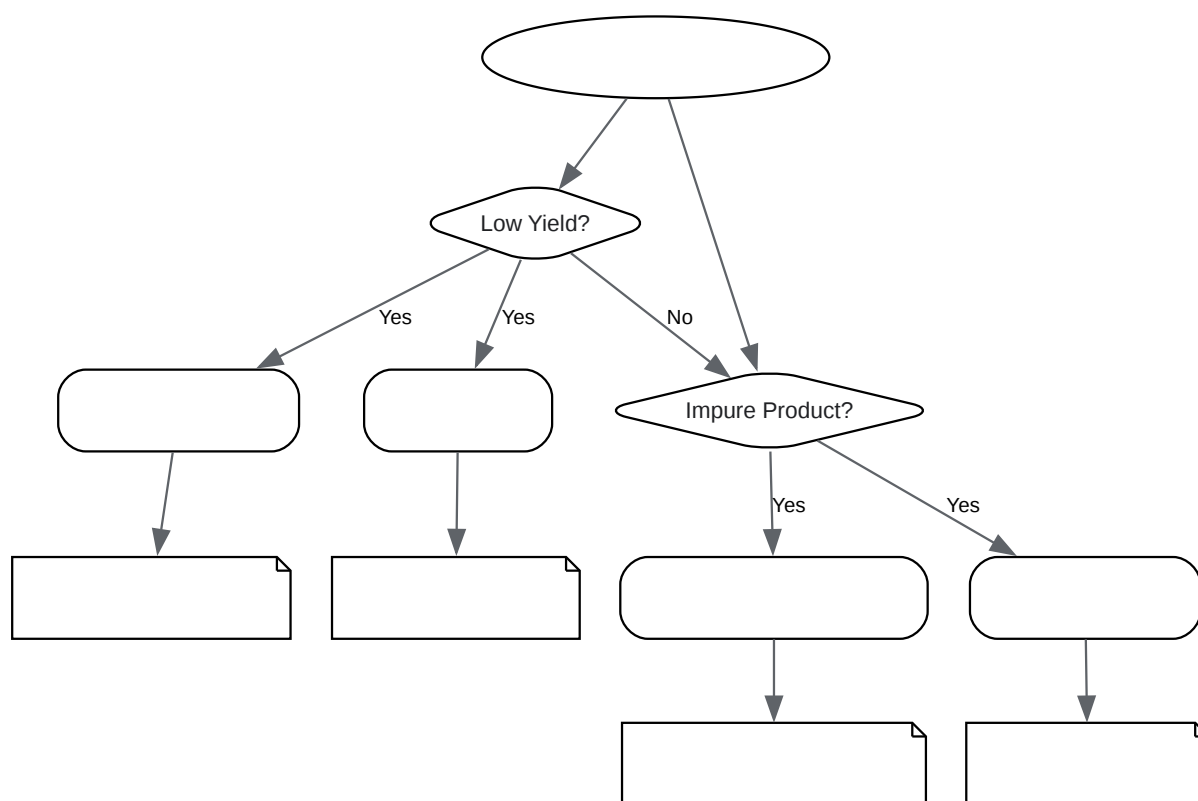 Low Yield?
Yes
Yes
No
Impure Product?
Yes
Yes